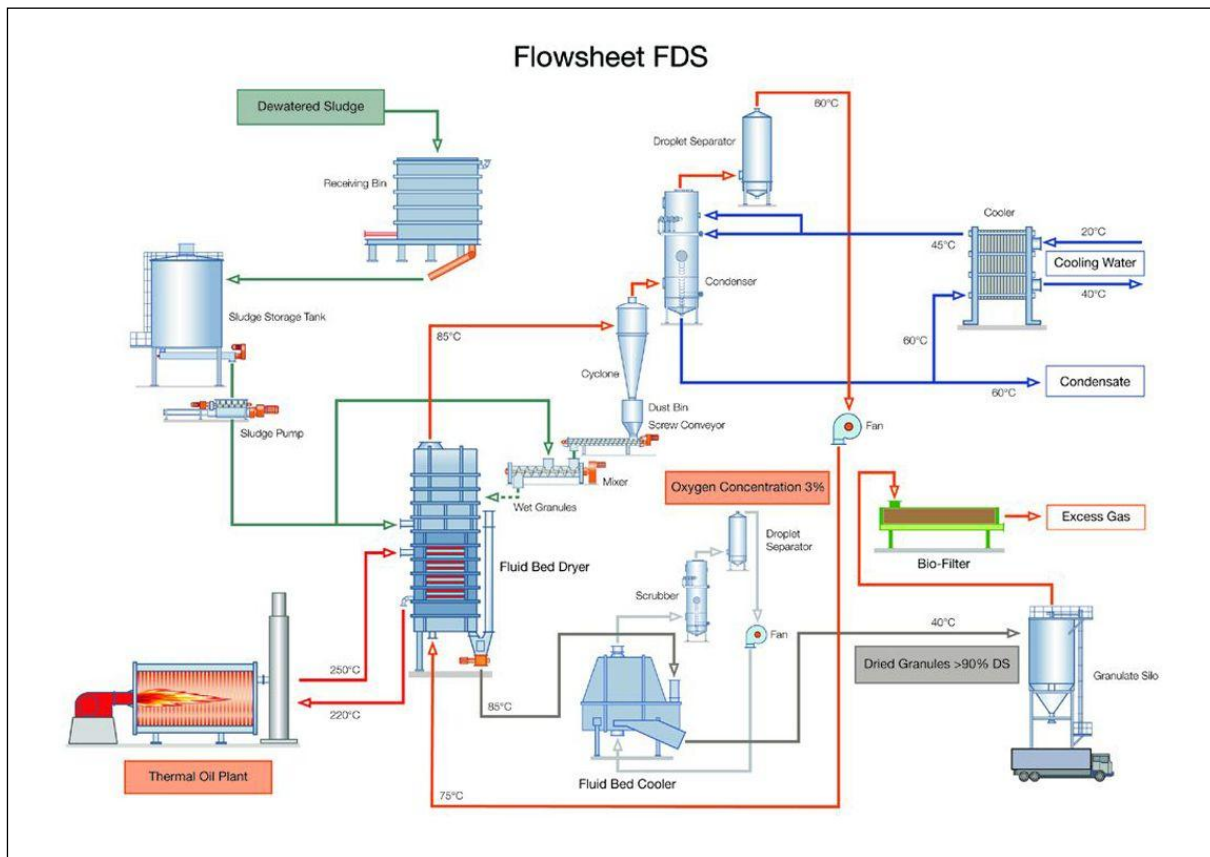 Flowsheet FDS
Dewatered Sludge
60°C
Droplet Separator
Receiving Bin
Cooler
20°C
45°C
Cooling Water
40°C
Condenser
Sludge Storage Tank
85°C
60°C
Cyclone
60°C
Condensate
Dust Bin
Screw Conveyor
Fan
Sludge Pump
Mixer
Oxygen Concentration 3%
Wet Granules
Excess Gas
Droplet
Separator
Bio-Filter
Fluid Bed Dryer
Scrubber
40°C
Fan
250°C
Dried Granules >90% DS
Granulate Silo
220°C
85°C
Thermal Oil Plant
Fluid Bed Cooler
75°C